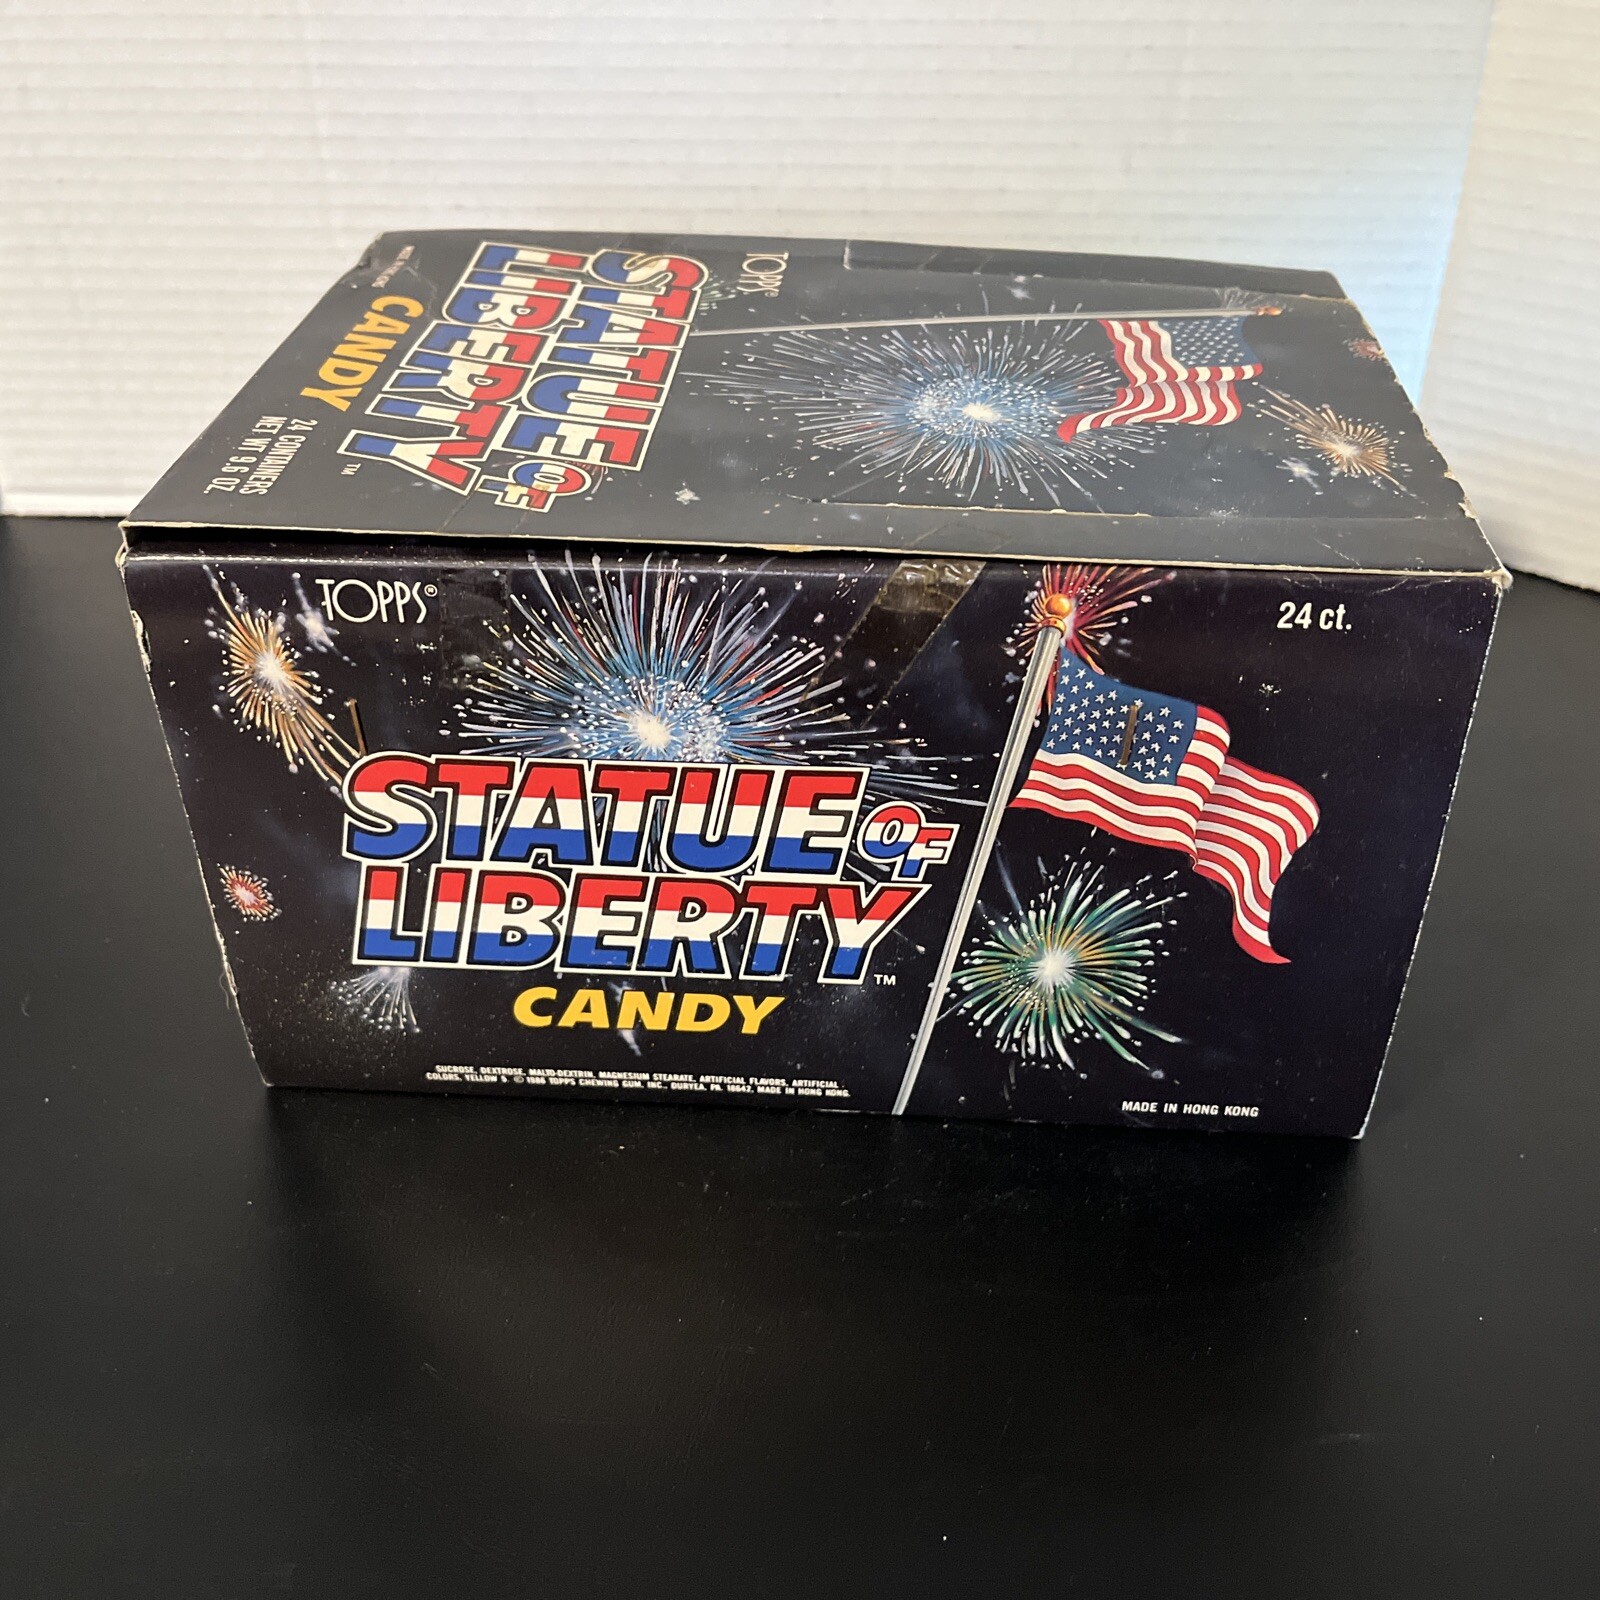 TOPPS®
STATUE OF
LIBERTY™
CANDY
24 CONTAINERS
NET WT 9.6 OZ.
TOPPS®
24 ct.
STATUE OF
LIBERTY™
CANDY
SUCROSE, DEXTROSE, MALTO-DEXTRIN, MAGNESIUM STEARATE, ARTIFICIAL FLAVORS, ARTIFICIAL
COLORS, YELLOW 5. © 1986 TOPPS CHEWING GUM, INC., DURYEA, PA. 18642. MADE IN HONG KONG.
MADE IN HONG KONG